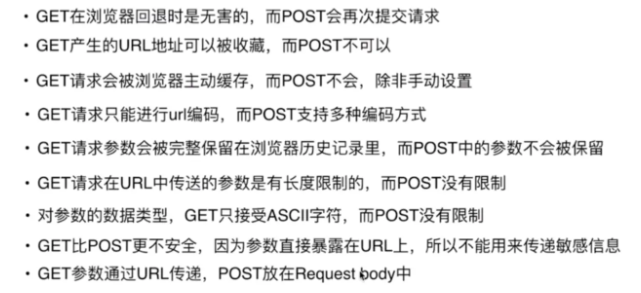 • GET在浏览器回退时是无害的，而POST会再次提交请求
• GET产生的URL地址可以被收藏，而POST不可以
• GET请求会被浏览器主动缓存，而POST不会，除非手动设置
• GET请求只能进行url编码，而POST支持多种编码方式
• GET请求参数会被完整保留在浏览器历史记录里，而POST中的参数不会被保留
• GET请求在URL中传送的参数是有长度限制的，而POST没有限制
• 对参数的数据类型，GET只接受ASCII字符，而POST没有限制
• GET比POST更不安全，因为参数直接暴露在URL上，所以不能用来传递敏感信息
• GET参数通过URL传递，POST放在Request body中